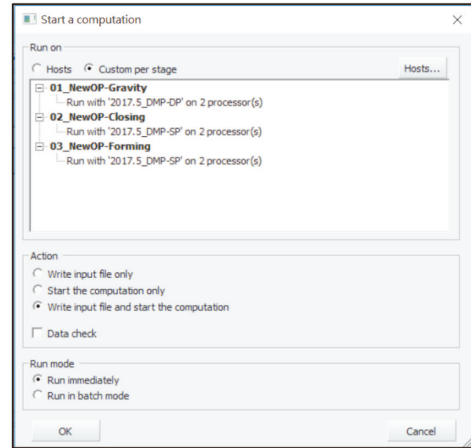 Start a computation
Run on
Hosts Custom per stage Hosts...
01_NewOP-Gravity
Run with '2017.5_DMP-DP' on 2 processor(s)
02_NewOP-Closing
Run with '2017.5_DMP-SP' on 2 processor(s)
03_NewOP-Forming
Run with '2017.5_DMP-SP' on 2 processor(s)
Action
Write input file only
Start the computation only
Write input file and start the computation
Data check
Run mode
Run immediately
Run in batch mode
OK Cancel